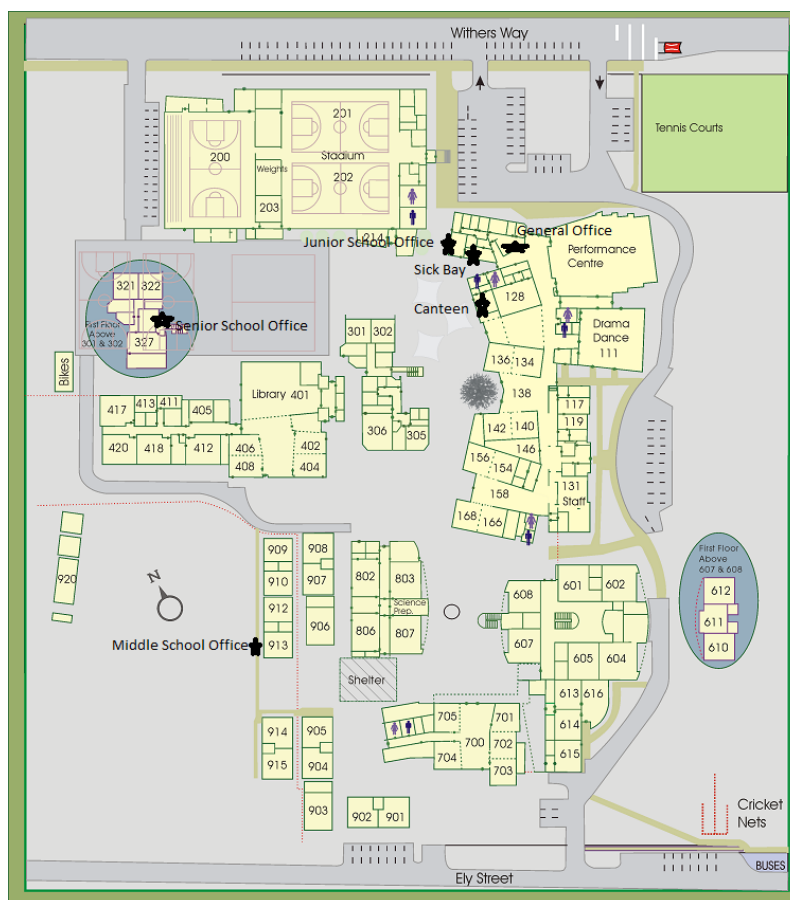 Withers Way
Tennis Courts
201
200
Stadium
Weights
202
203
214
Junior School Office
General Office
Sick Bay
Performance
Centre
Canteen
128
321 322
First Floor
Above
301 & 302
327
Senior School Office
Drama
Dance
111
301 302
136 134
Bikes
Library 401
138
417 413 411 405
117
119
142 140
306 305
420 418 412 406 402
408 404
146
156 154
131
Staff
158
168 166
920
N
909 908
910 907
912
906
913
Middle School Office
802 803
Science
Prep.
806 807
Shelter
608 601 602
607 605 604
613 616
614
615
First Floor
Above
607 & 608
612
611
610
705 701
700 702
704 703
914 905
915 904
903
902 901
Cricket
Nets
BUSES
Ely Street